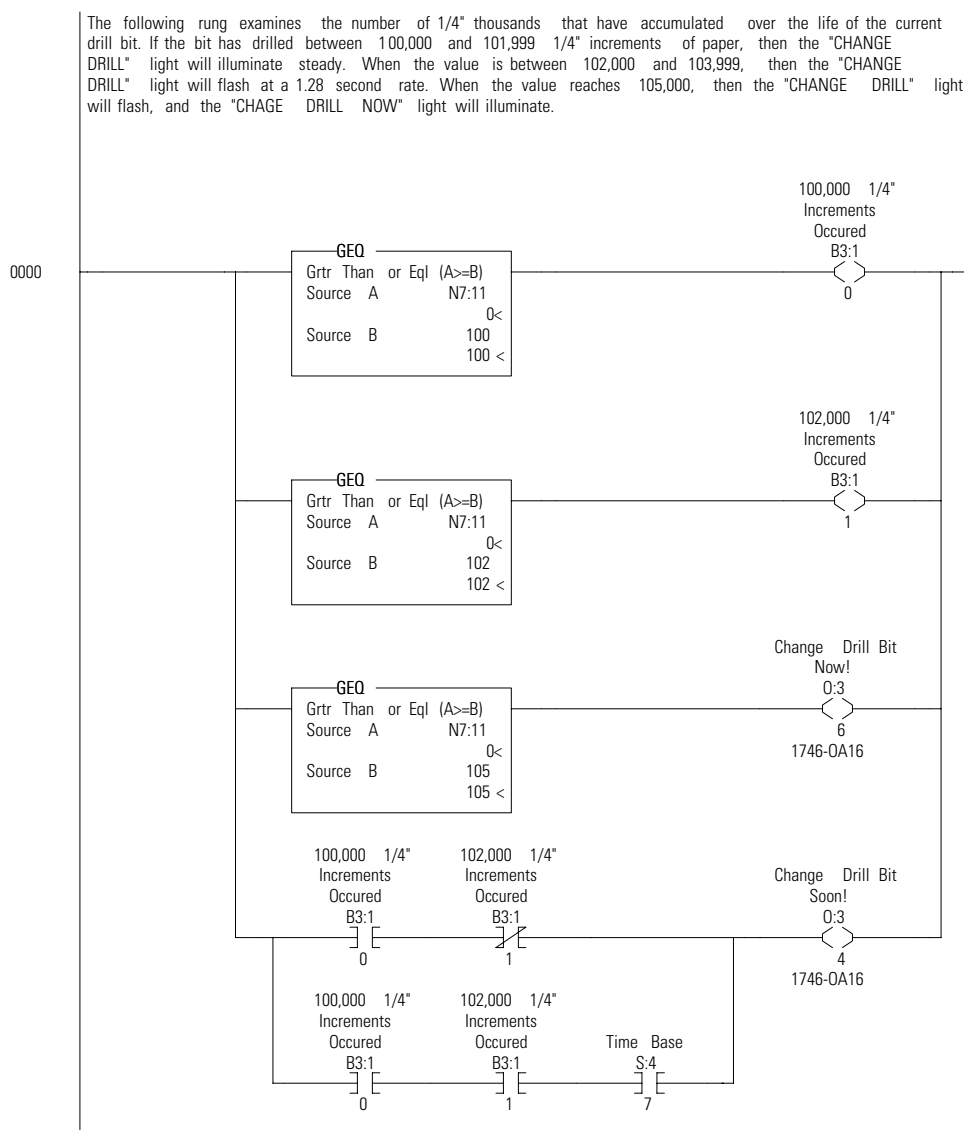 The following rung examines the number of 1/4" thousands that have accumulated over the life of the current
drill bit. If the bit has drilled between 100,000 and 101,999 1/4" increments of paper, then the "CHANGE
DRILL" light will illuminate steady. When the value is between 102,000 and 103,999, then the "CHANGE
DRILL" light will flash at a 1.28 second rate. When the value reaches 105,000, then the "CHANGE DRILL" light
will flash, and the "CHAGE DRILL NOW" light will illuminate.
100,000 1/4"
Increments
Occured
B3:1
0
0000
GEQ
Grtr Than or Eql (A>=B)
Source A N7:11
0<
Source B 100
100 <
102,000 1/4"
Increments
Occured
B3:1
1
GEQ
Grtr Than or Eql (A>=B)
Source A N7:11
0<
Source B 102
102 <
Change Drill Bit
Now!
O:3
6
1746-OA16
GEQ
Grtr Than or Eql (A>=B)
Source A N7:11
0<
Source B 105
105 <
100,000 1/4"
Increments
Occured
B3:1
0
102,000 1/4"
Increments
Occured
B3:1
1
Change Drill Bit
Soon!
O:3
4
1746-OA16
100,000 1/4"
Increments
Occured
B3:1
0
102,000 1/4"
Increments
Occured
B3:1
1
Time Base
S:4
7